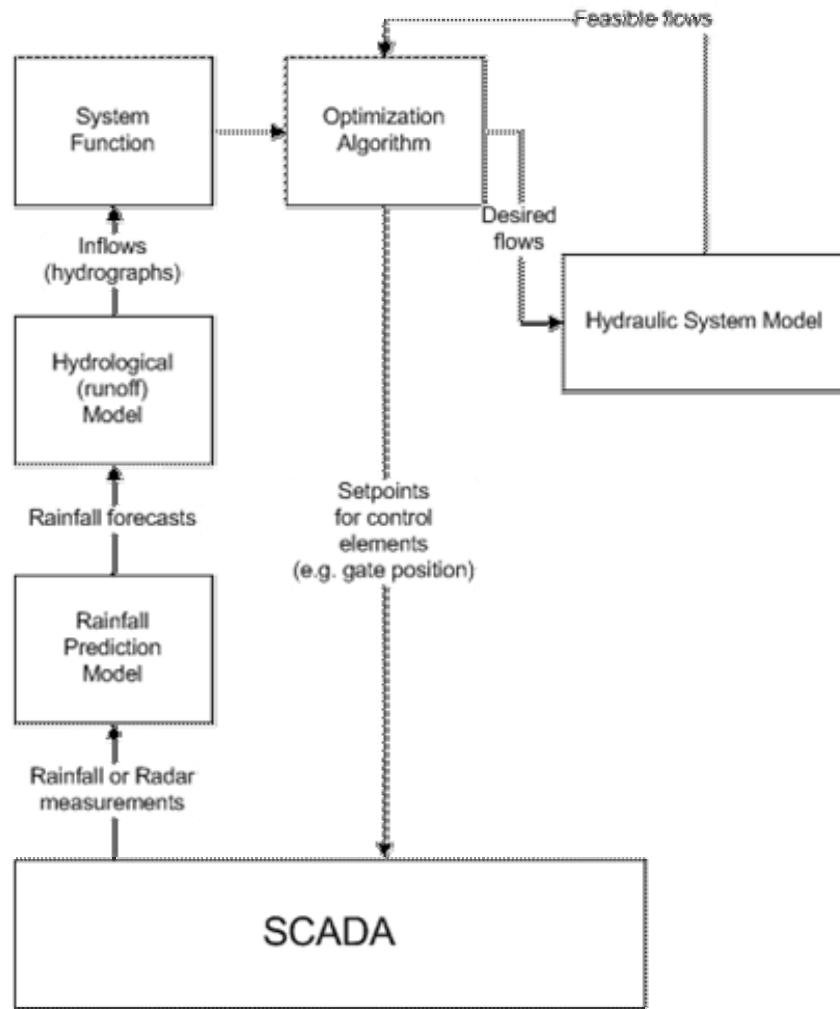 Feasible flows
System
Function
Optimization
Algorithm
Desired
flows
Inflows
(hydrographs)
Hydraulic System Model
Hydrological
(runoff)
Model
Setpoints
for control
elements
(e.g. gate position)
Rainfall forecasts
Rainfall
Prediction
Model
Rainfall or Radar
measurements
SCADA